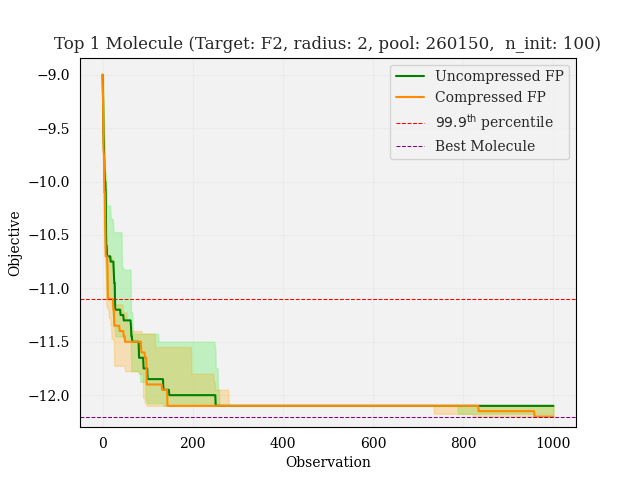 Top 1 Molecule (Target: F2, radius: 2, pool: 260150,  n_init: 100)
Uncompressed FP
Compressed FP
99.9th percentile
Best Molecule
Objective
−9.0
−9.5
−10.0
−10.5
−11.0
−11.5
−12.0
0 200 400 600 800 1000
Observation